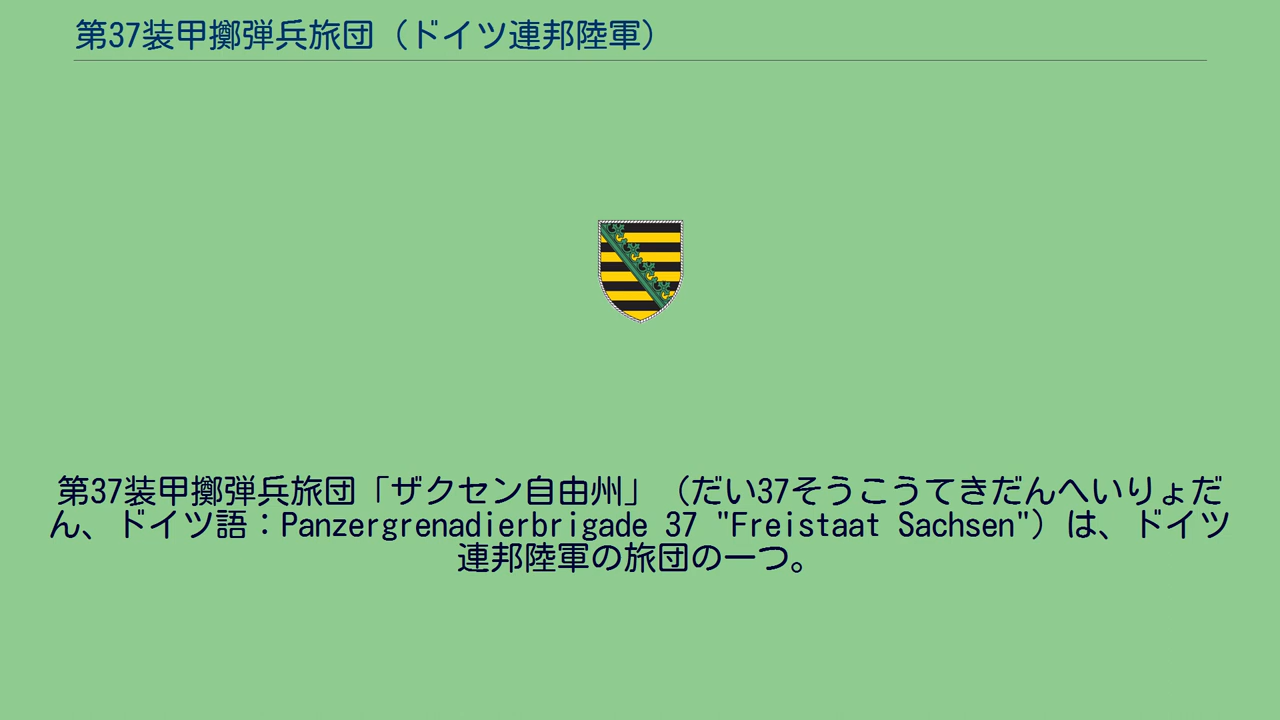 第37装甲擲弾兵旅団（ドイツ連邦陸軍）
第37装甲擲弾兵旅団「ザクセン自由州」（だい37そうこうてきだんへいりょだ
ん、ドイツ語：Panzergrenadierbrigade 37 "Freistaat Sachsen"）は、ドイツ
連邦陸軍の旅団の一つ。